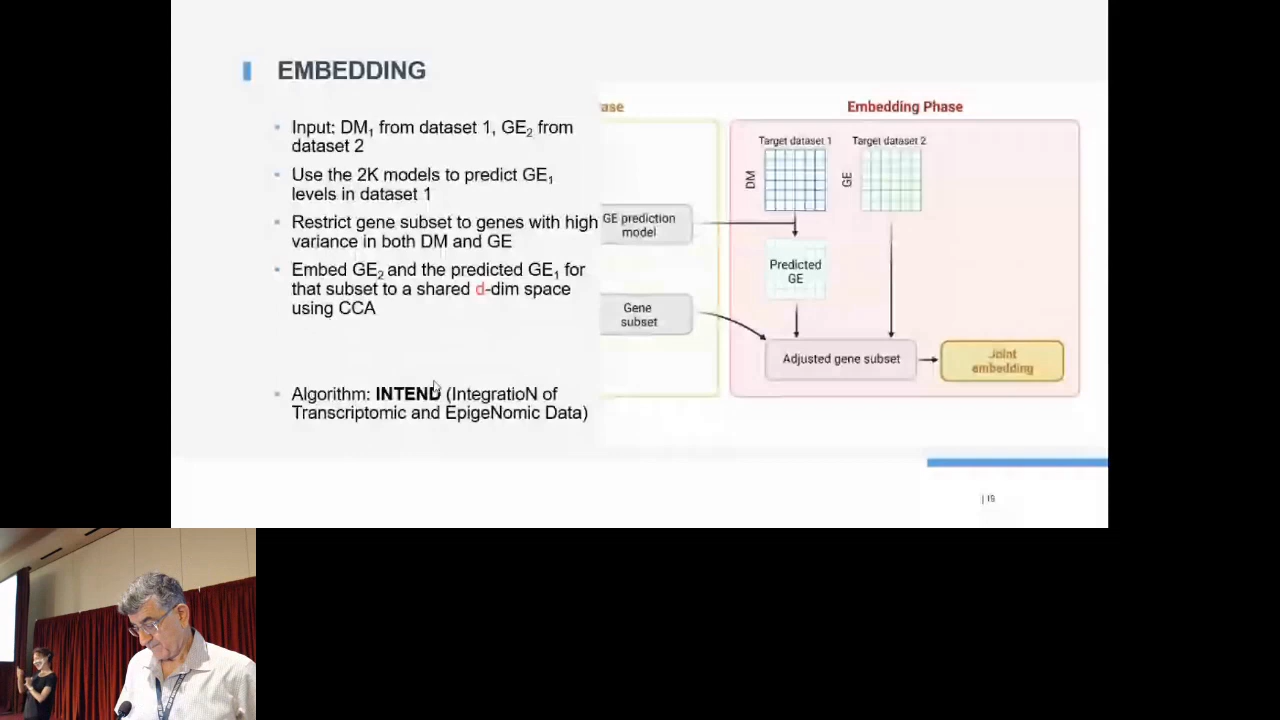 EMBEDDING
Input: DM1 from dataset 1, GE2 from
dataset 2
Use the 2K models to predict GE1
levels in dataset 1
Restrict gene subset to genes with high
variance in both DM and GE
Embed GE2 and the predicted GE1 for
that subset to a shared d-dim space
using CCA
Algorithm: INTEND (IntegratioN of
Transcriptomic and EpigeNomic Data)
ase
Embedding Phase
Target dataset 1
Target dataset 2
DM
GE
GE prediction
model
Predicted
GE
Gene
subset
Adjusted gene subset
Joint
embedding
| 15